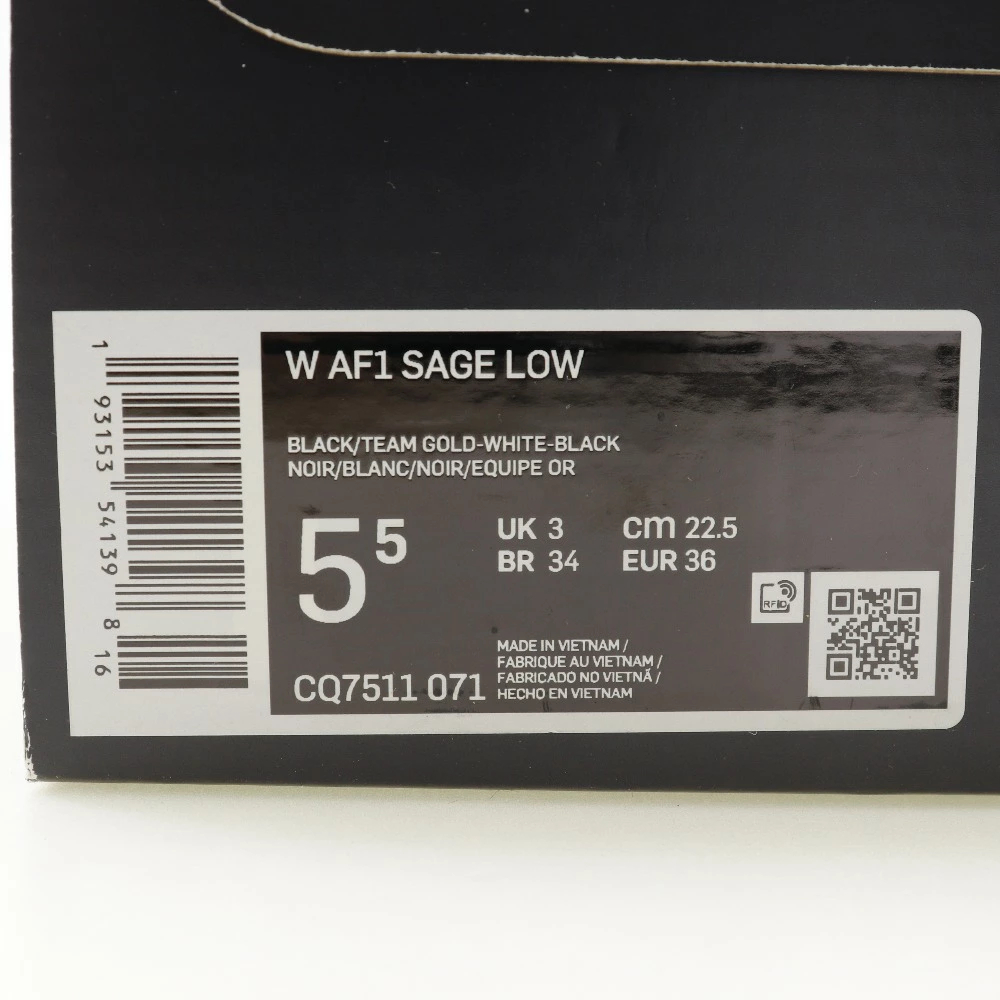 W AF1 SAGE LOW
BLACK/TEAM GOLD-WHITE-BLACK
NOIR/BLANC/NOIR/EQUIPE OR
5 5
UK 3 cm 22.5
BR 34 EUR 36
RFID
MADE IN VIETNAM /
FABRIQUE AU VIETNAM /
FABRICADO NO VIETNÃ /
HECHO EN VIETNAM
CQ7511 071
1 93153 54139 8 16